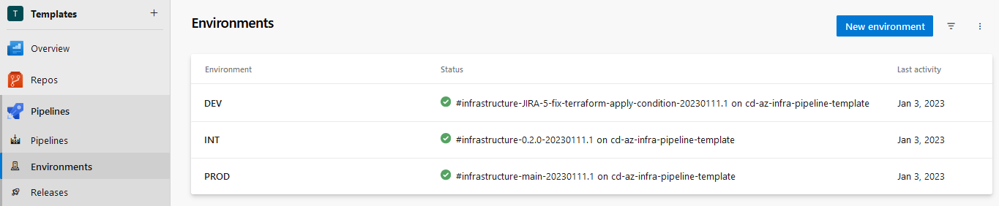 T Templates +
Overview
Repos
Pipelines
Pipelines
Environments
Releases
Environments
New environment
Environment Status Last activity
DEV #infrastructure-JIRA-5-fix-terraform-apply-condition-20230111.1 on cd-az-infra-pipeline-template Jan 3, 2023
INT #infrastructure-0.2.0-20230111.1 on cd-az-infra-pipeline-template Jan 3, 2023
PROD #infrastructure-main-20230111.1 on cd-az-infra-pipeline-template Jan 3, 2023